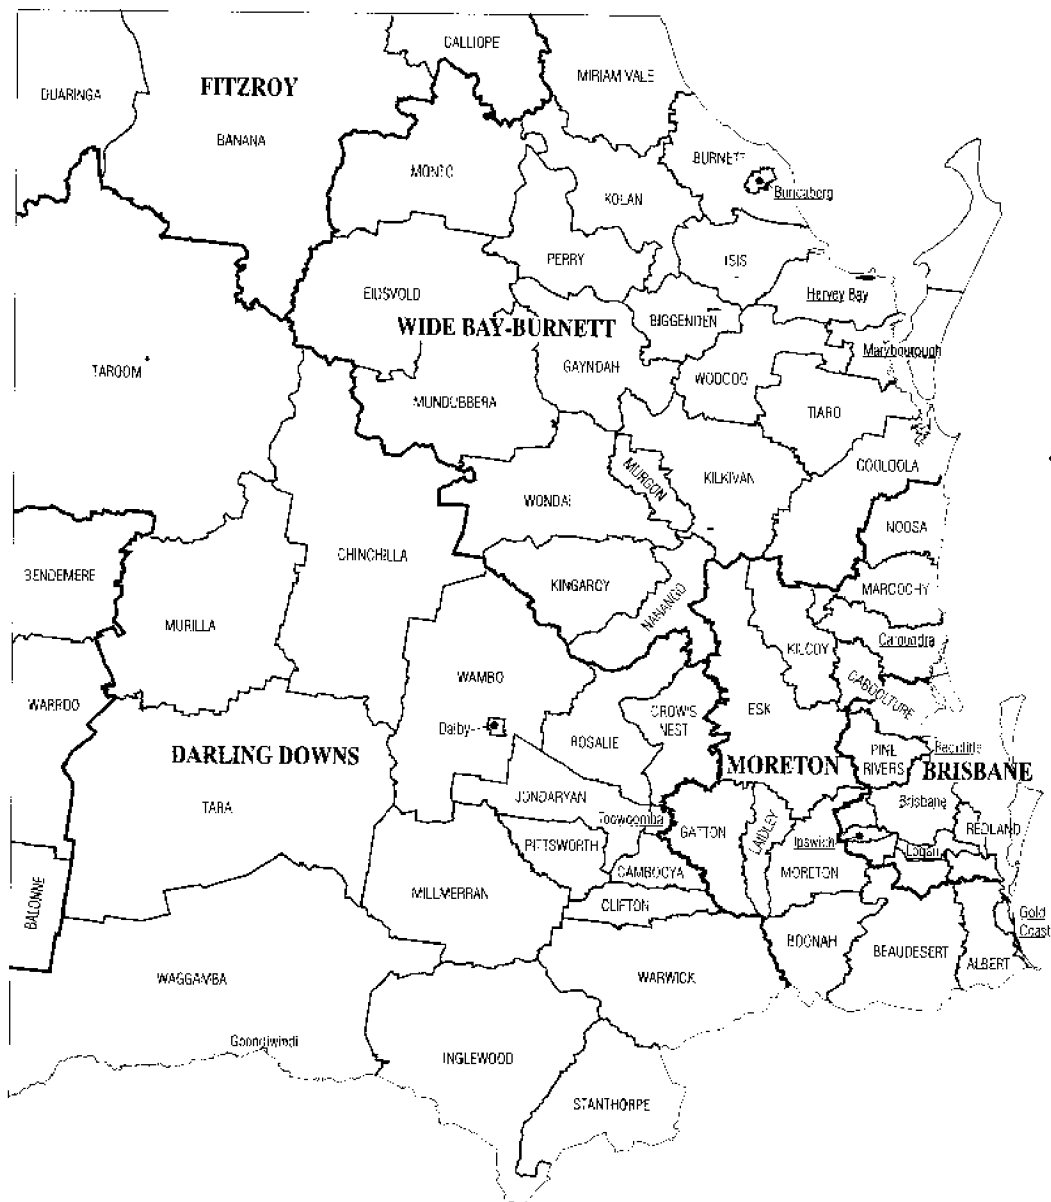 CALLIOPE
MIRIAM VALE
FITZROY
DUARINGA
BANANA
BURNETT
MONTO
Bundaberg
KOLAN
PERRY
ISIS
EIDSVOLD
Hervey Bay
BIGGENDEN
WIDE BAY-BURNETT
Maryborough
GAYNDAH
TAROOM
WOOCOO
MUNDUBBERA
TIARO
COOLOOLA
MURGON
KILKIVAN
WONDAI
NOOSA
CHINCHILLA
BENDEMERE
KINGAROY
MAROOCHY
NANANGO
MURILLA
Caloundra
KILCOY
WAMBO
CABOOLTURE
WARROO
CROW'S
NEST
ESK
Dalby
ROSALIE
PINE
RIVERS
Redcliffe
DARLING DOWNS
MORETON
BRISBANE
JONDARYAN
Brisbane
TARA
Toowoomba
GATTON
LAIDLEY
REDLAND
PITTSWORTH
Ipswich
Logan
CAMBOOYA
MORETON
MILLMERRAN
BALONNE
CLIFTON
Gold
Coast
BOONAH
BEAUDESERT
ALBERT
WAGGAMBA
WARWICK
Goondiwindi
INGLEWOOD
STANTHORPE